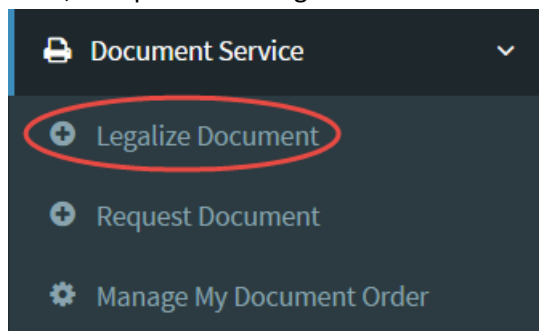 Document Service
Legalize Document
Request Document
Manage My Document Order